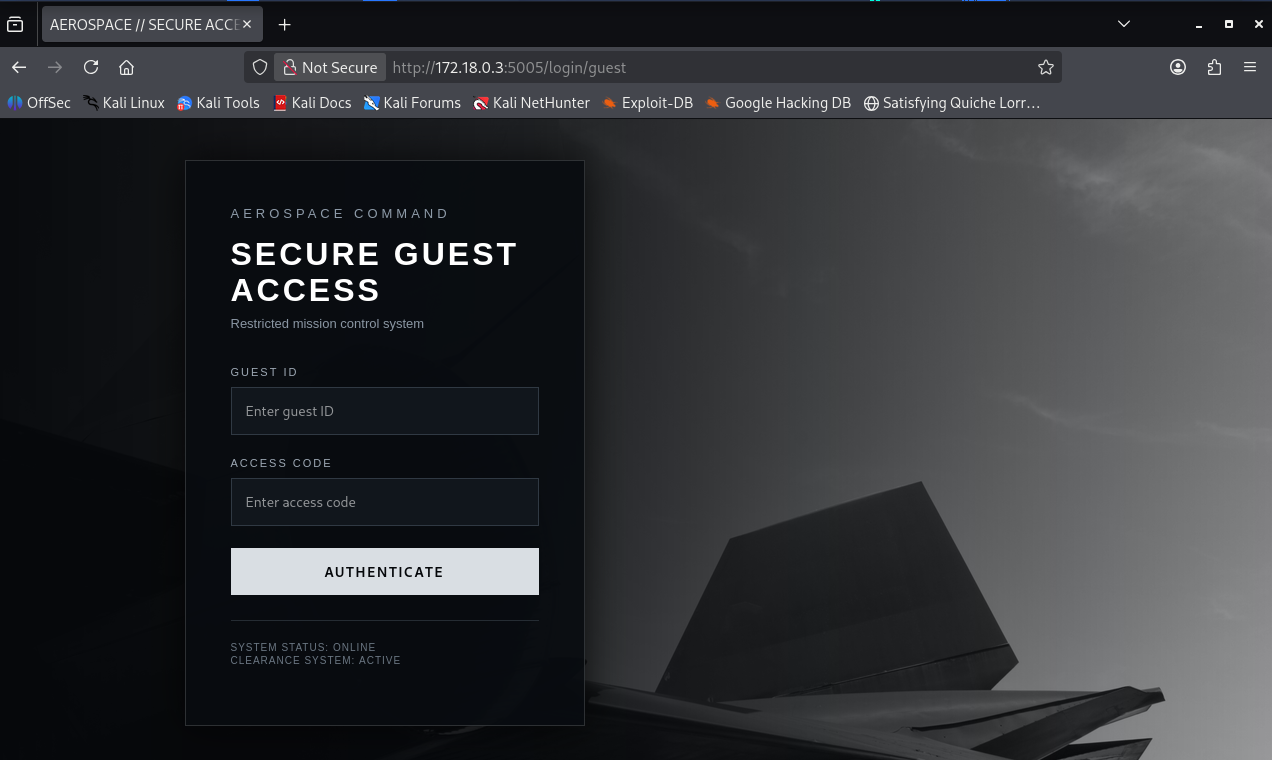 AEROSPACE // SECURE ACCE
Not Secure
http://172.18.0.3:5005/login/guest
OffSec Kali Linux Kali Tools Kali Docs Kali Forums Kali NetHunter Exploit-DB Google Hacking DB Satisfying Quiche Lorr…
AEROSPACE COMMAND
SECURE GUEST
ACCESS
Restricted mission control system
GUEST ID
Enter guest ID
ACCESS CODE
Enter access code
AUTHENTICATE
SYSTEM STATUS: ONLINE
CLEARANCE SYSTEM: ACTIVE